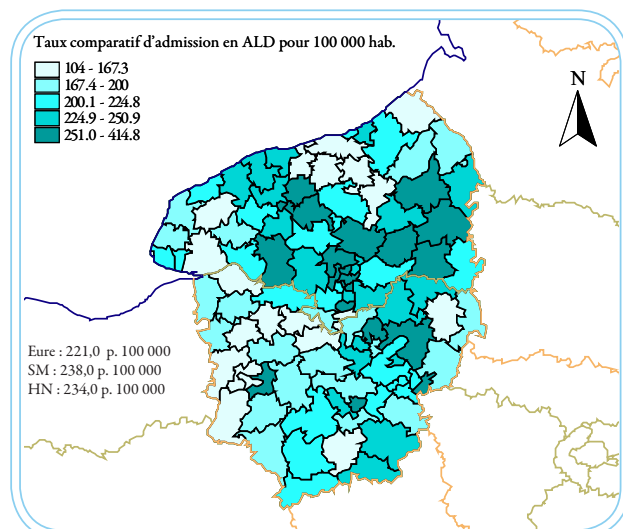 Taux comparatif d'admission en ALD pour 100 000 hab.
104 - 167.3
167.4 - 200
200.1 - 224.8
224.9 - 250.9
251.0 - 414.8
N
Eure : 221,0 p. 100 000
SM : 238,0 p. 100 000
HN : 234,0 p. 100 000